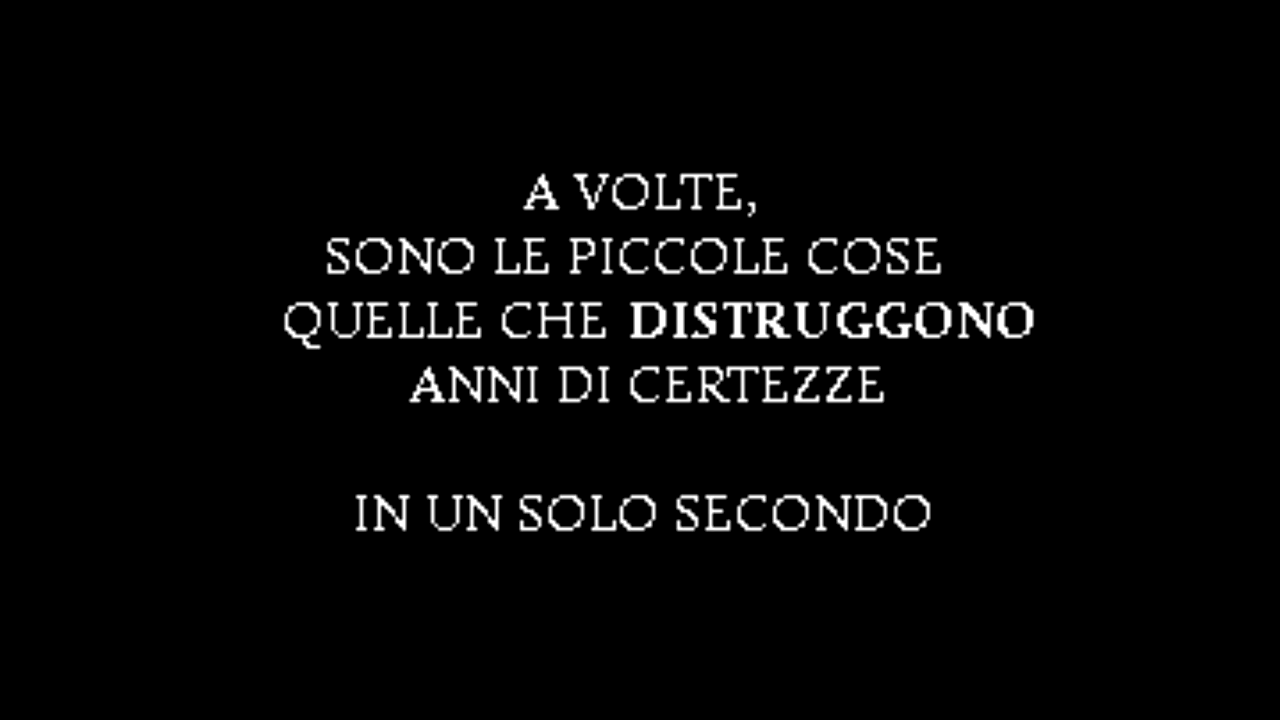 A VOLTE,
SONO LE PICCOLE COSE
QUELLE CHE DISTRUGGONO
ANNI DI CERTEZZE
IN UN SOLO SECONDO